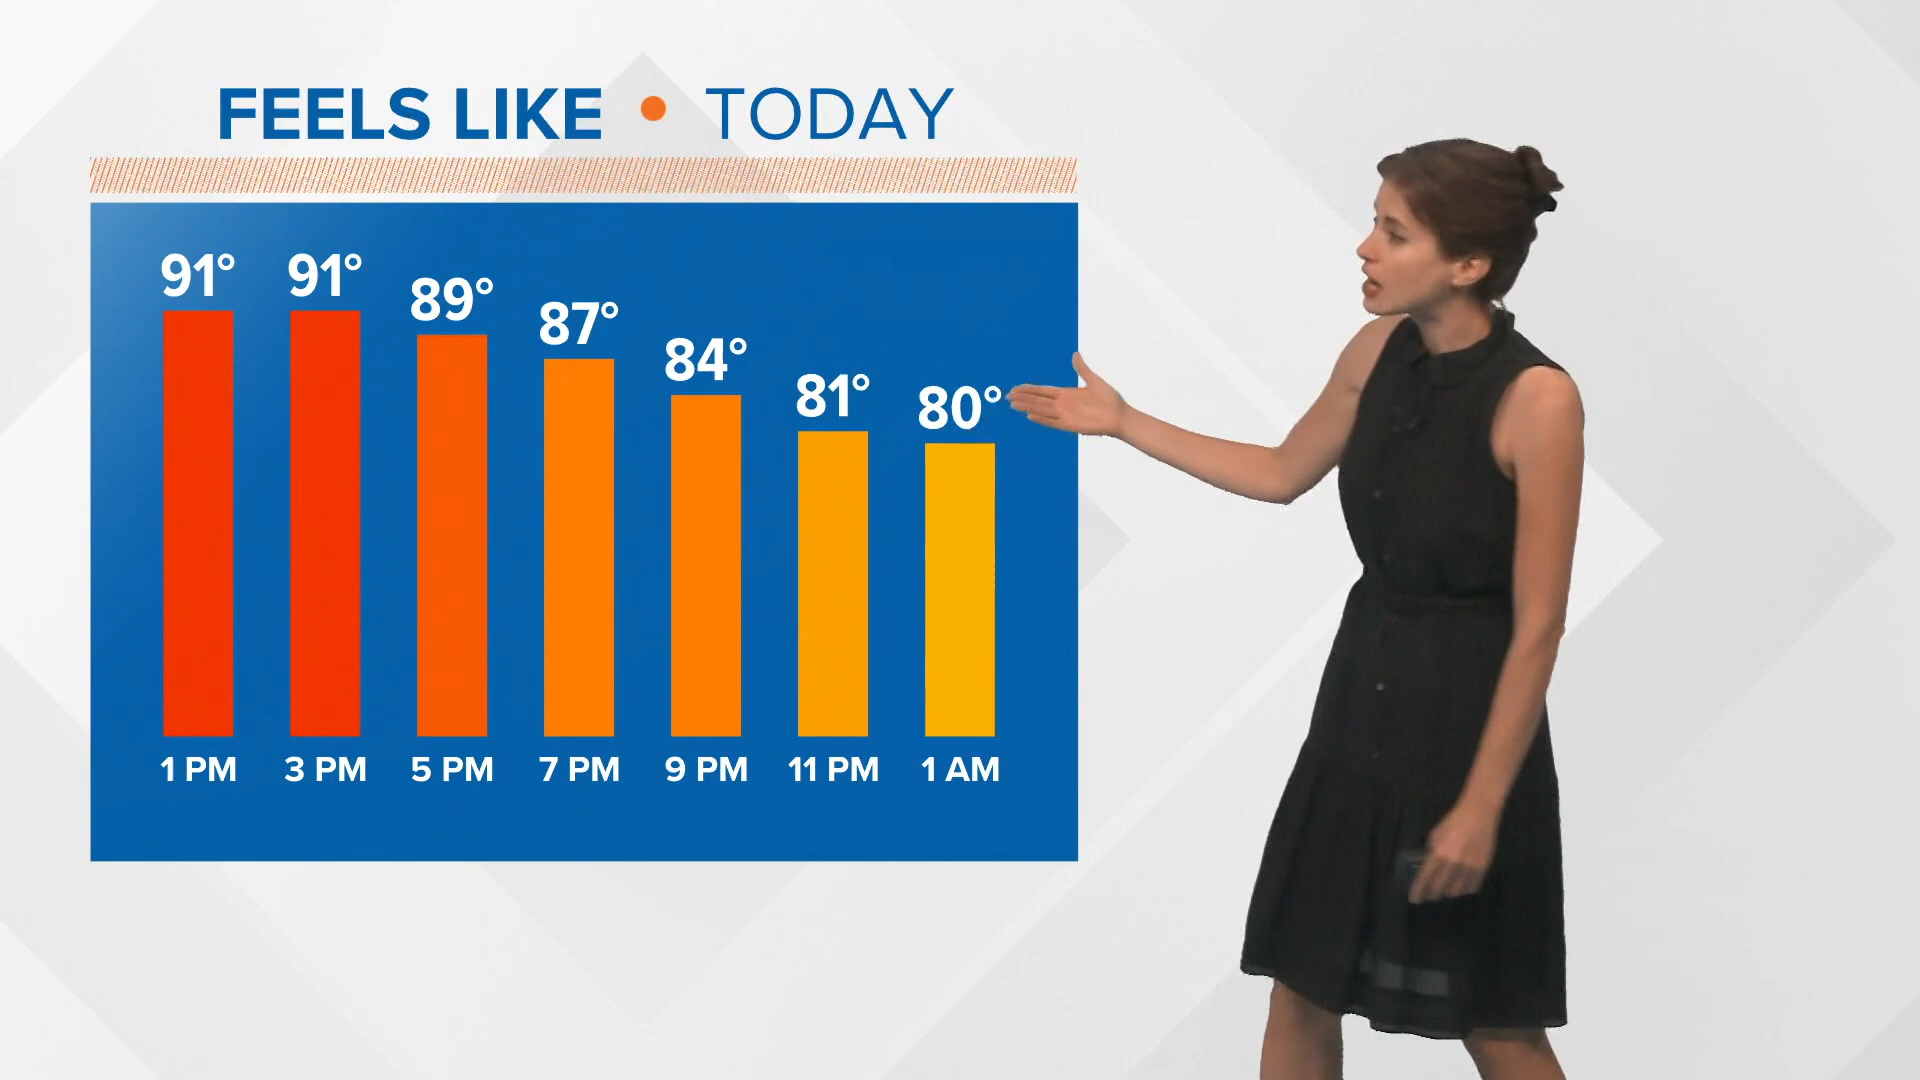 FEELS LIKE • TODAY
91° 91° 89° 87° 84° 81° 80°
1 PM 3 PM 5 PM 7 PM 9 PM 11 PM 1 AM